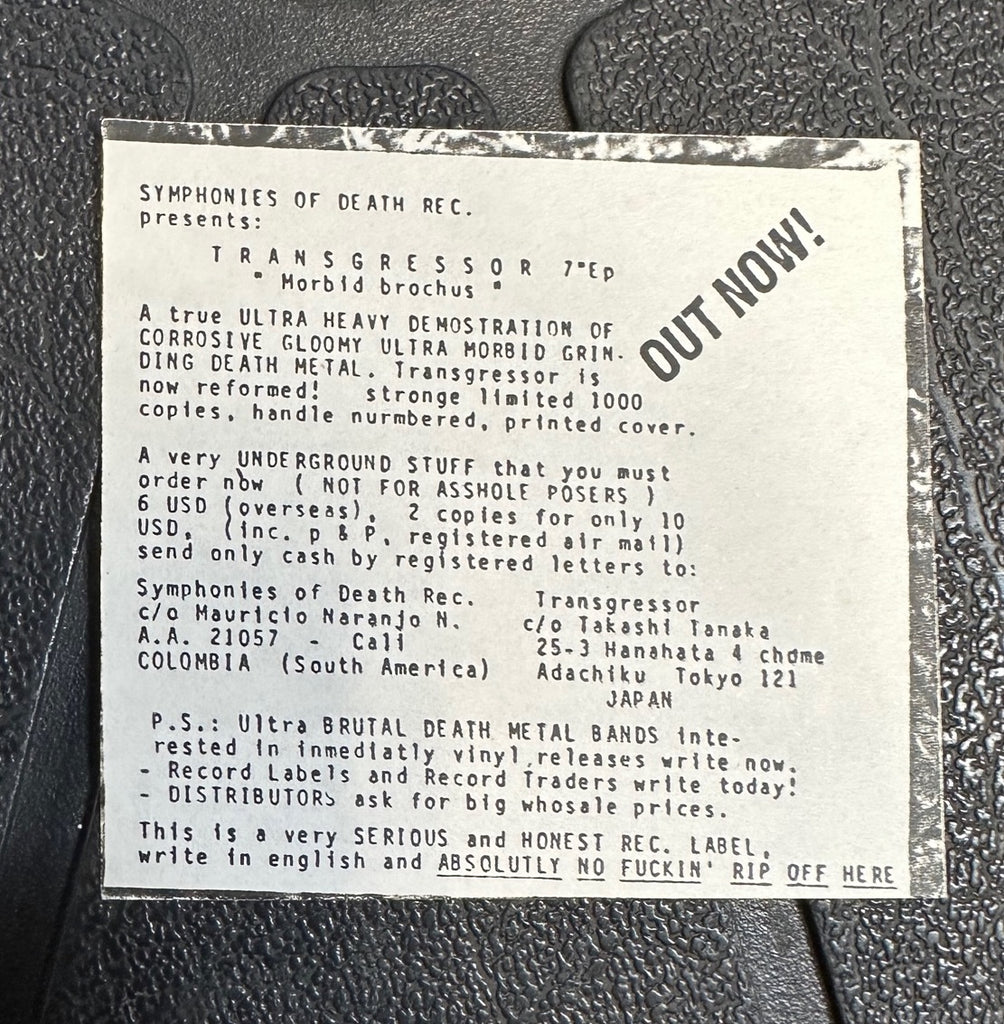 SYMPHONIES OF DEATH REC.
presents:
T R A N S G R E S S O R 7"Ep
" Morbid brochus "
OUT NOW!
A true ULTRA HEAVY DEMOSTRATION OF
CORROSIVE GLOOMY ULTRA MORBID GRIN-
DING DEATH METAL. Transgressor is
now reformed! stronge limited 1000
copies, handle nurmbered, printed cover.
A very UNDERGROUND STUFF that you must
order now ( NOT FOR ASSHOLE POSERS )
6 USD (overseas), 2 copies for only 10
USD, (inc. p & P, registered air mail)
send only cash by registered letters to:
Symphonies of Death Rec.
c/o Mauricio Naranjo N.
A.A. 21057 - Cali
COLOMBIA (South America)
Transgressor
c/o Takashi Tanaka
25-3 Hanahata 4 chome
Adachiku Tokyo 121
JAPAN
P.S.: Ultra BRUTAL DEATH METAL BANDS inte-
rested in inmediatly vinyl releases write now.
- Record Labels and Record Traders write today!
- DISTRIBUTORS ask for big whosale prices.
This is a very SERIOUS and HONEST REC. LABEL,
write in english and ABSOLUTLY NO FUCKIN' RIP OFF HERE